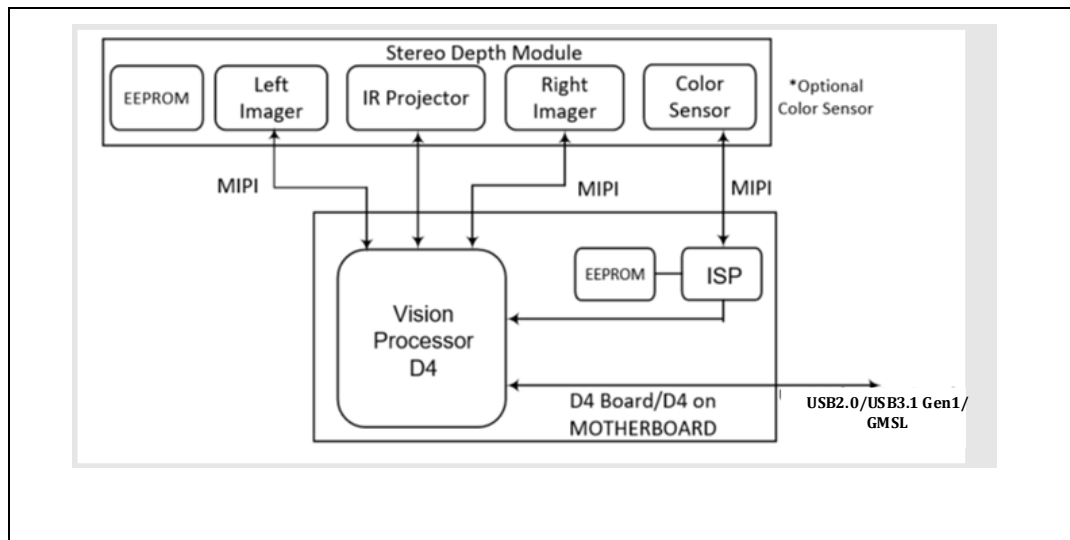 Stereo Depth Module
EEPROM
Left
Imager
IR Projector
Right
Imager
Color
Sensor
*Optional
Color Sensor
MIPI
MIPI
MIPI
Vision
Processor
D4
EEPROM
ISP
D4 Board/D4 on
MOTHERBOARD
USB2.0/USB3.1 Gen1/
GMSL